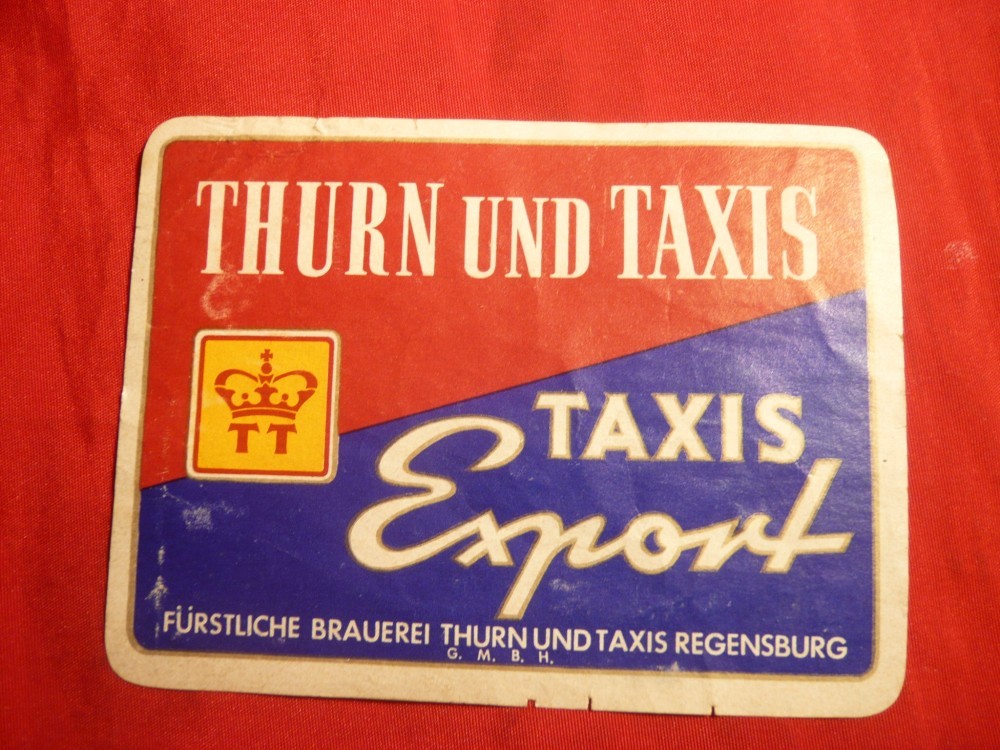 THURN UND TAXIS
TT
TAXIS
Export
FÜRSTLICHE BRAUEREI THURN UND TAXIS REGENSBURG
G. M. B. H.